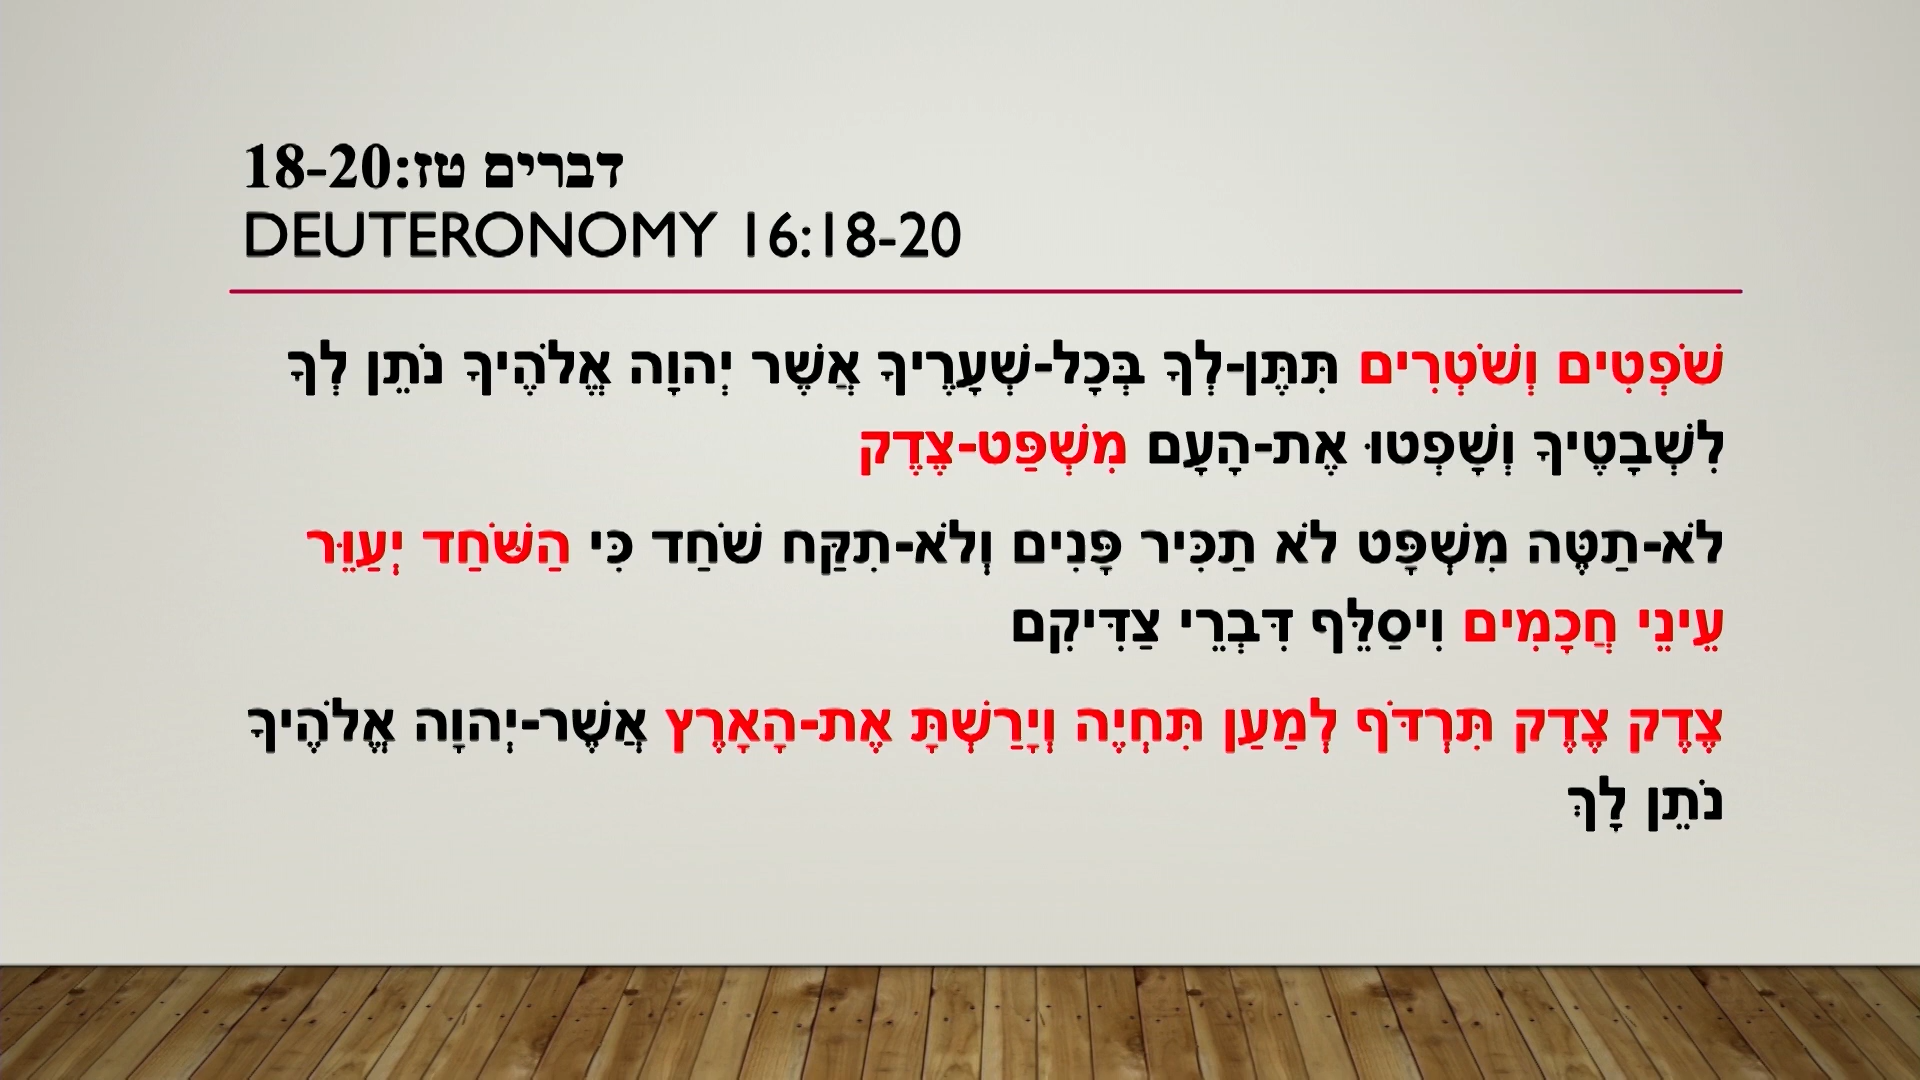 דברים טז:18-20
DEUTERONOMY 16:18-20
שֹׁפְטִים וְשֹׁטְרִים תִּתֶּן-לְךָ בְּכָל-שְׁעָרֶיךָ אֲשֶׁר יְהוָה אֱלֹהֶיךָ נֹתֵן לְךָ
לִשְׁבָטֶיךָ וְשָׁפְטוּ אֶת-הָעָם מִשְׁפַּט-צֶדֶק
לֹא-תַטֶּה מִשְׁפָּט לֹא תַכִּיר פָּנִים וְלֹא-תִקַּח שֹׁחַד כִּי הַשֹּׁחַד יְעַוֵּר
עֵינֵי חֲכָמִים וִיסַלֵּף דִּבְרֵי צַדִּיקִם
צֶדֶק צֶדֶק תִּרְדֹּף לְמַעַן תִּחְיֶה וְיָרַשְׁתָּ אֶת-הָאָרֶץ אֲשֶׁר-יְהוָה אֱלֹהֶיךָ
נֹתֵן לָךְ